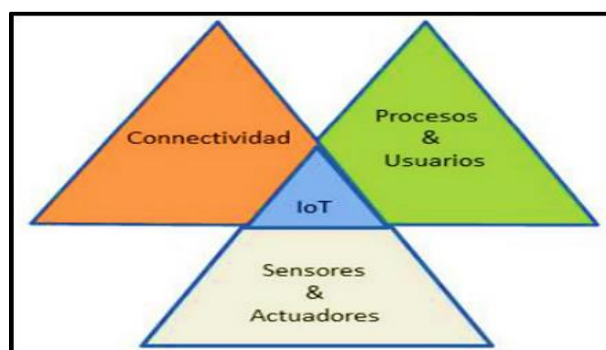 Connectividad
Procesos
&
Usuarios
IoT
Sensores
&
Actuadores